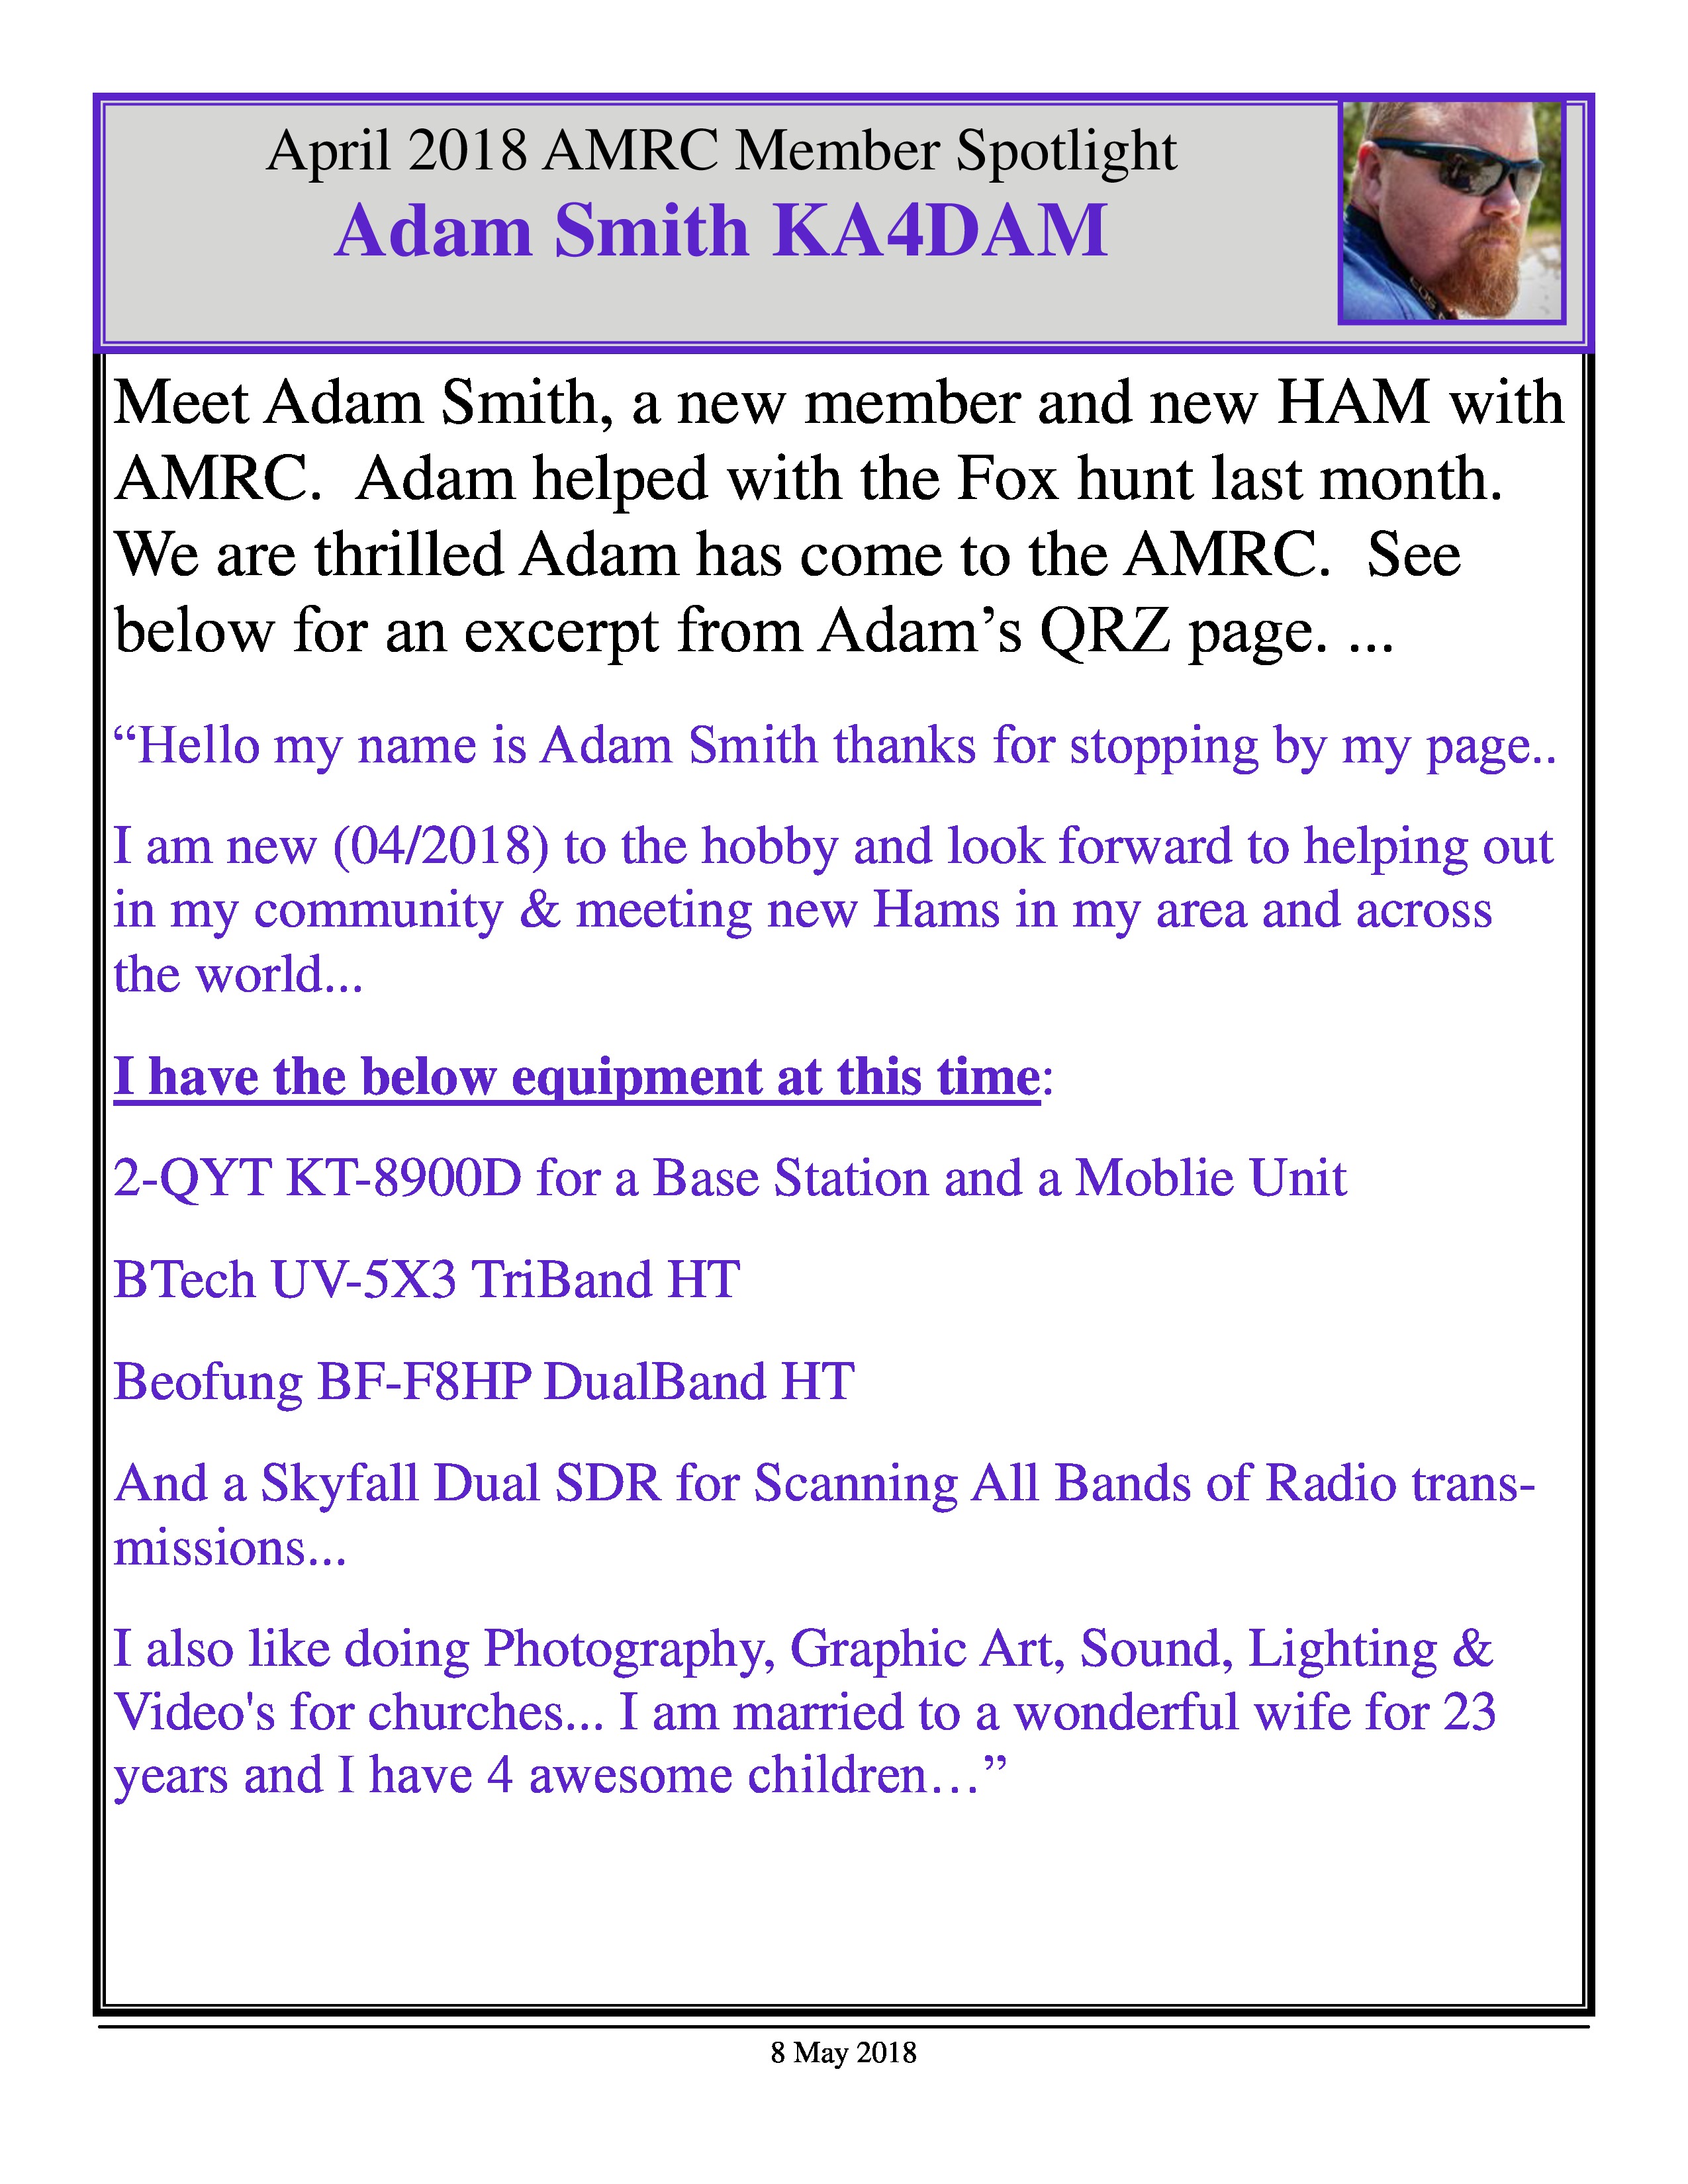 April 2018 AMRC Member Spotlight
Adam Smith KA4DAM
Meet Adam Smith, a new member and new HAM with
AMRC.  Adam helped with the Fox hunt last month.
We are thrilled Adam has come to the AMRC.  See
below for an excerpt from Adam’s QRZ page. ...
“Hello my name is Adam Smith thanks for stopping by my page..
I am new (04/2018) to the hobby and look forward to helping out
in my community & meeting new Hams in my area and across
the world...
I have the below equipment at this time:
2-QYT KT-8900D for a Base Station and a Moblie Unit
BTech UV-5X3 TriBand HT
Beofung BF-F8HP DualBand HT
And a Skyfall Dual SDR for Scanning All Bands of Radio trans-
missions...
I also like doing Photography, Graphic Art, Sound, Lighting &
Video's for churches... I am married to a wonderful wife for 23
years and I have 4 awesome children…”
8 May 2018